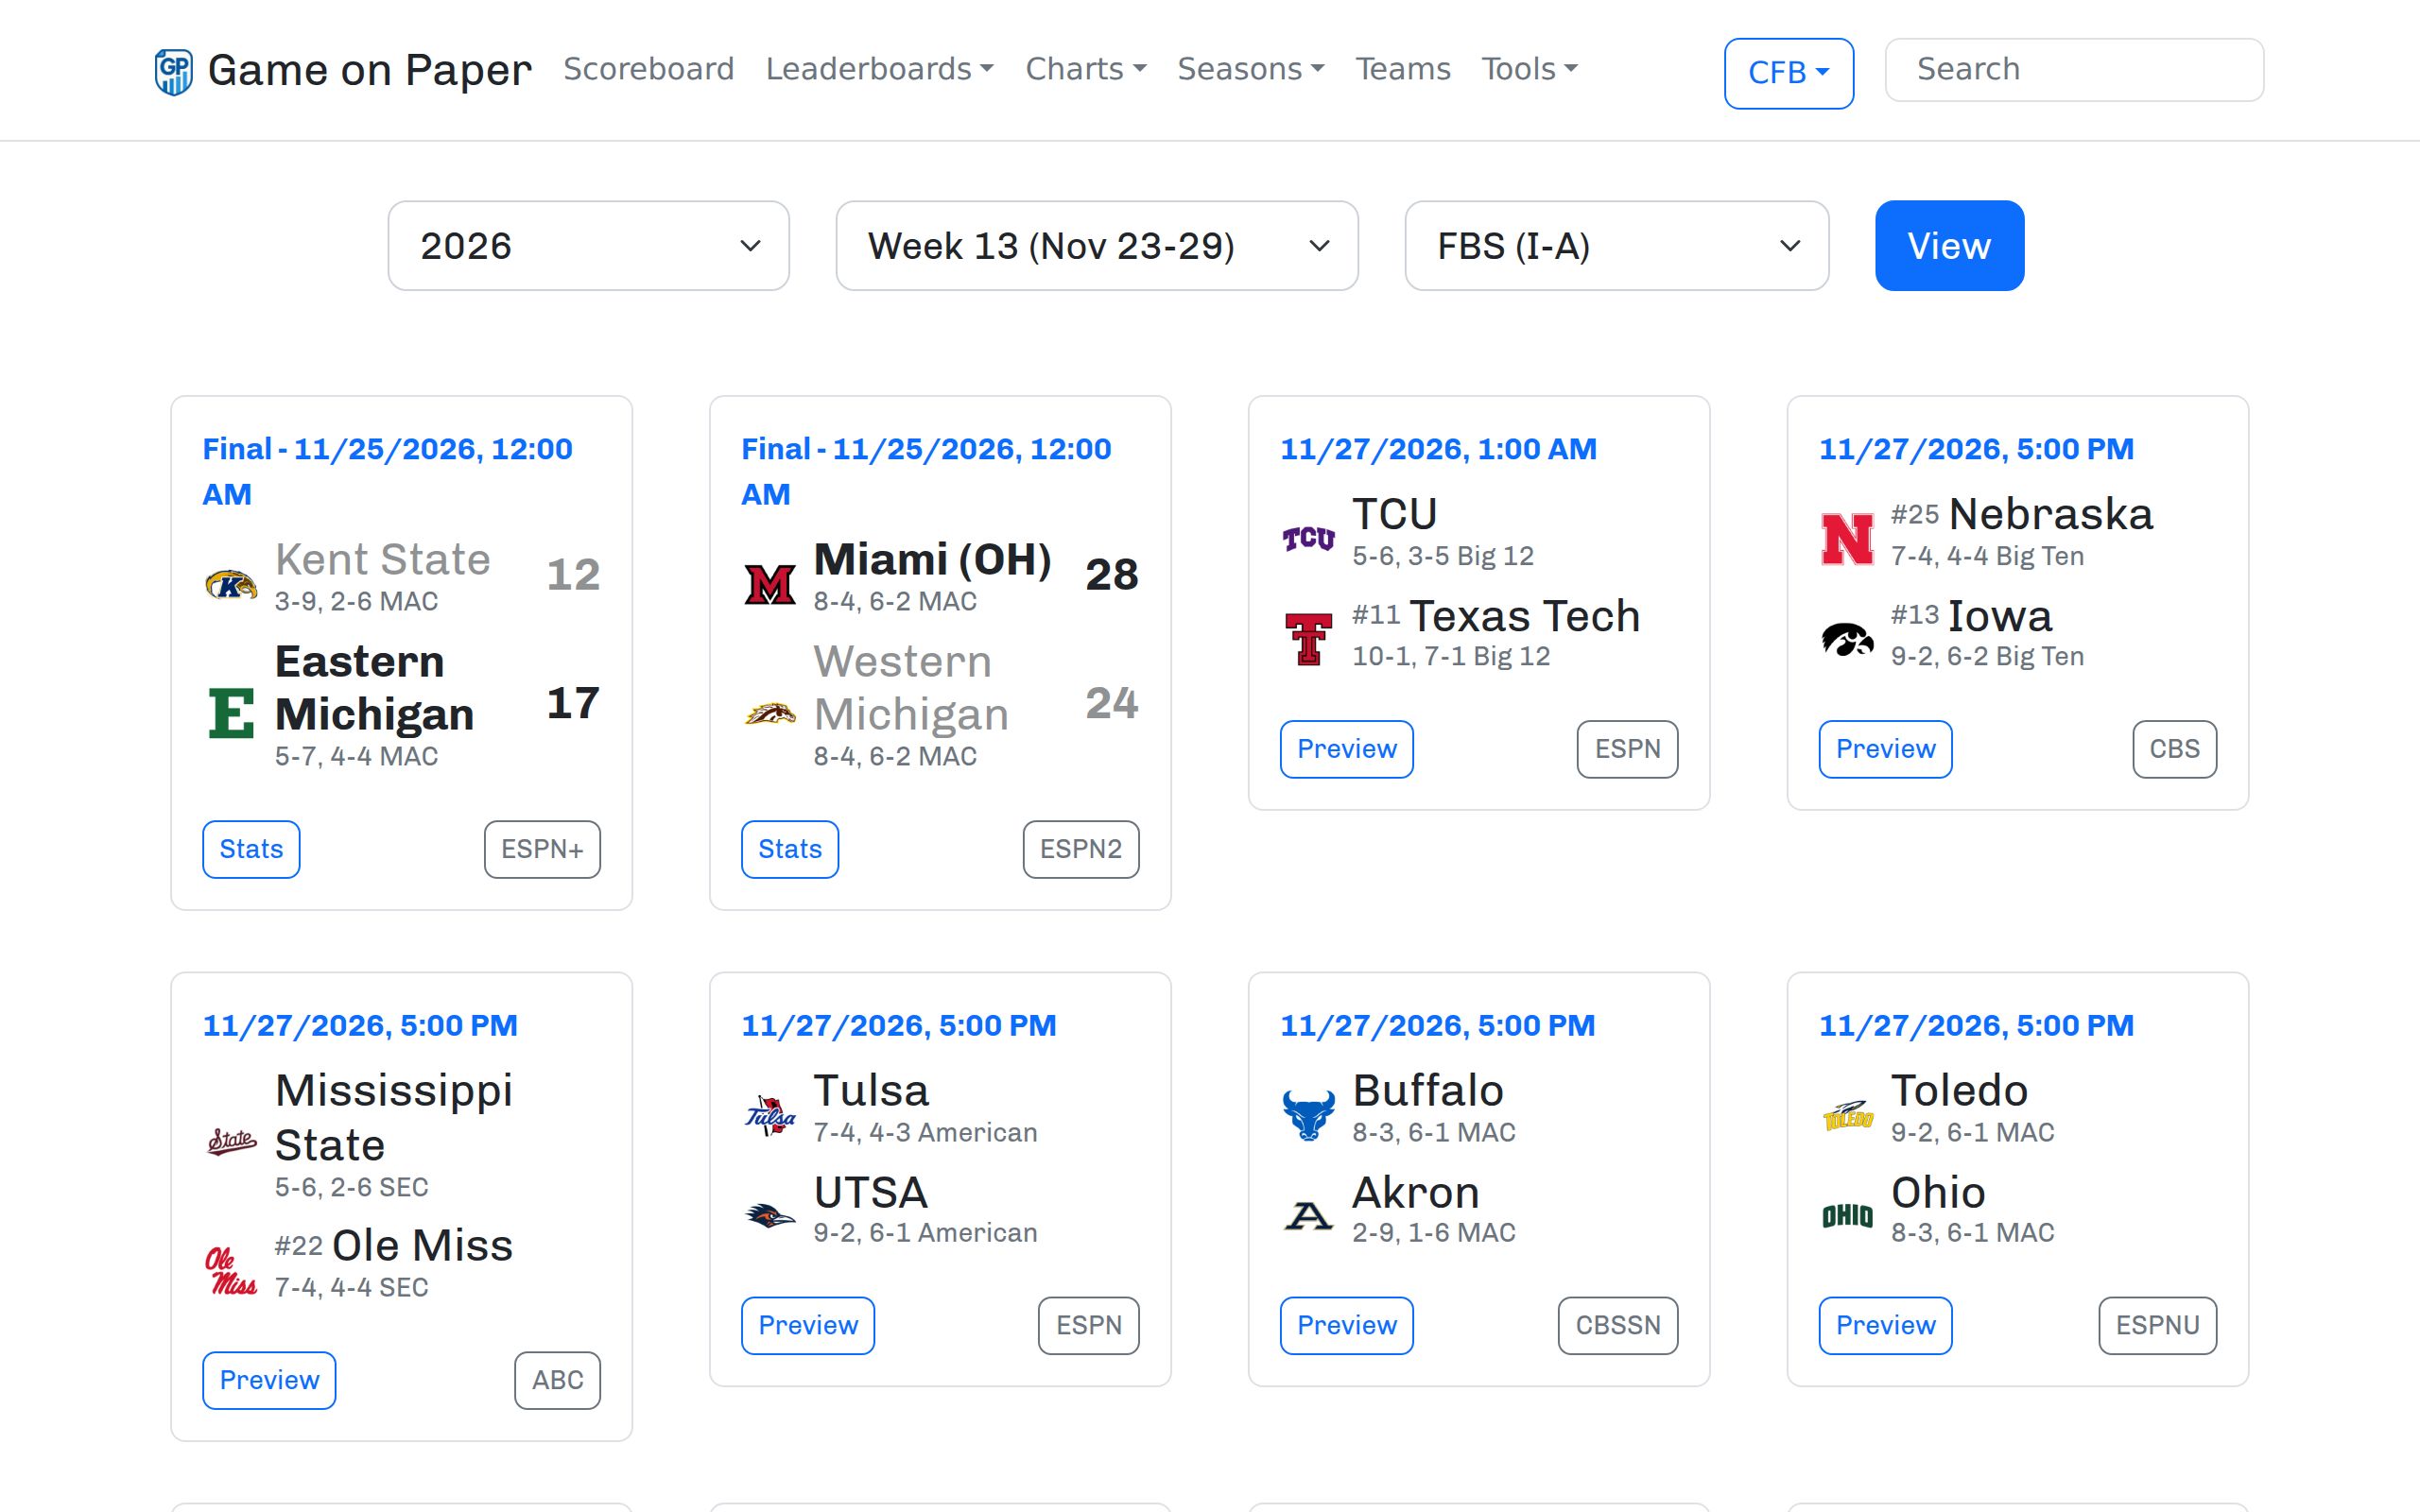 GP Game on Paper Scoreboard Leaderboards Charts Seasons Teams Tools CFB Search
2026 Week 13 (Nov 23-29) FBS (I-A) View
Final - 11/25/2026, 12:00
AM
Kent State 12
3-9, 2-6 MAC
E Eastern
Michigan 17
5-7, 4-4 MAC
Stats ESPN+
Final - 11/25/2026, 12:00
AM
M Miami (OH) 28
8-4, 6-2 MAC
Western
Michigan 24
8-4, 6-2 MAC
Stats ESPN2
11/27/2026, 1:00 AM
TCU TCU
5-6, 3-5 Big 12
T #11 Texas Tech
10-1, 7-1 Big 12
Preview ESPN
11/27/2026, 5:00 PM
N #25 Nebraska
7-4, 4-4 Big Ten
#13 Iowa
9-2, 6-2 Big Ten
Preview CBS
11/27/2026, 5:00 PM
Mississippi
State State
5-6, 2-6 SEC
Ole Miss #22 Ole Miss
7-4, 4-4 SEC
Preview ABC
11/27/2026, 5:00 PM
Tulsa Tulsa
7-4, 4-3 American
UTSA
9-2, 6-1 American
Preview ESPN
11/27/2026, 5:00 PM
Buffalo
8-3, 6-1 MAC
A Akron
2-9, 1-6 MAC
Preview CBSSN
11/27/2026, 5:00 PM
TOLEDO Toledo
9-2, 6-1 MAC
OHIO Ohio
8-3, 6-1 MAC
Preview ESPNU